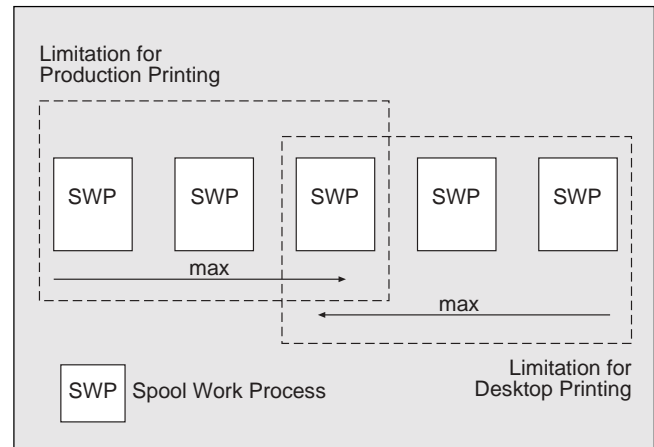 Limitation for
Production Printing
SWP SWP SWP SWP SWP
max
max
Limitation for
Desktop Printing
SWP Spool Work Process